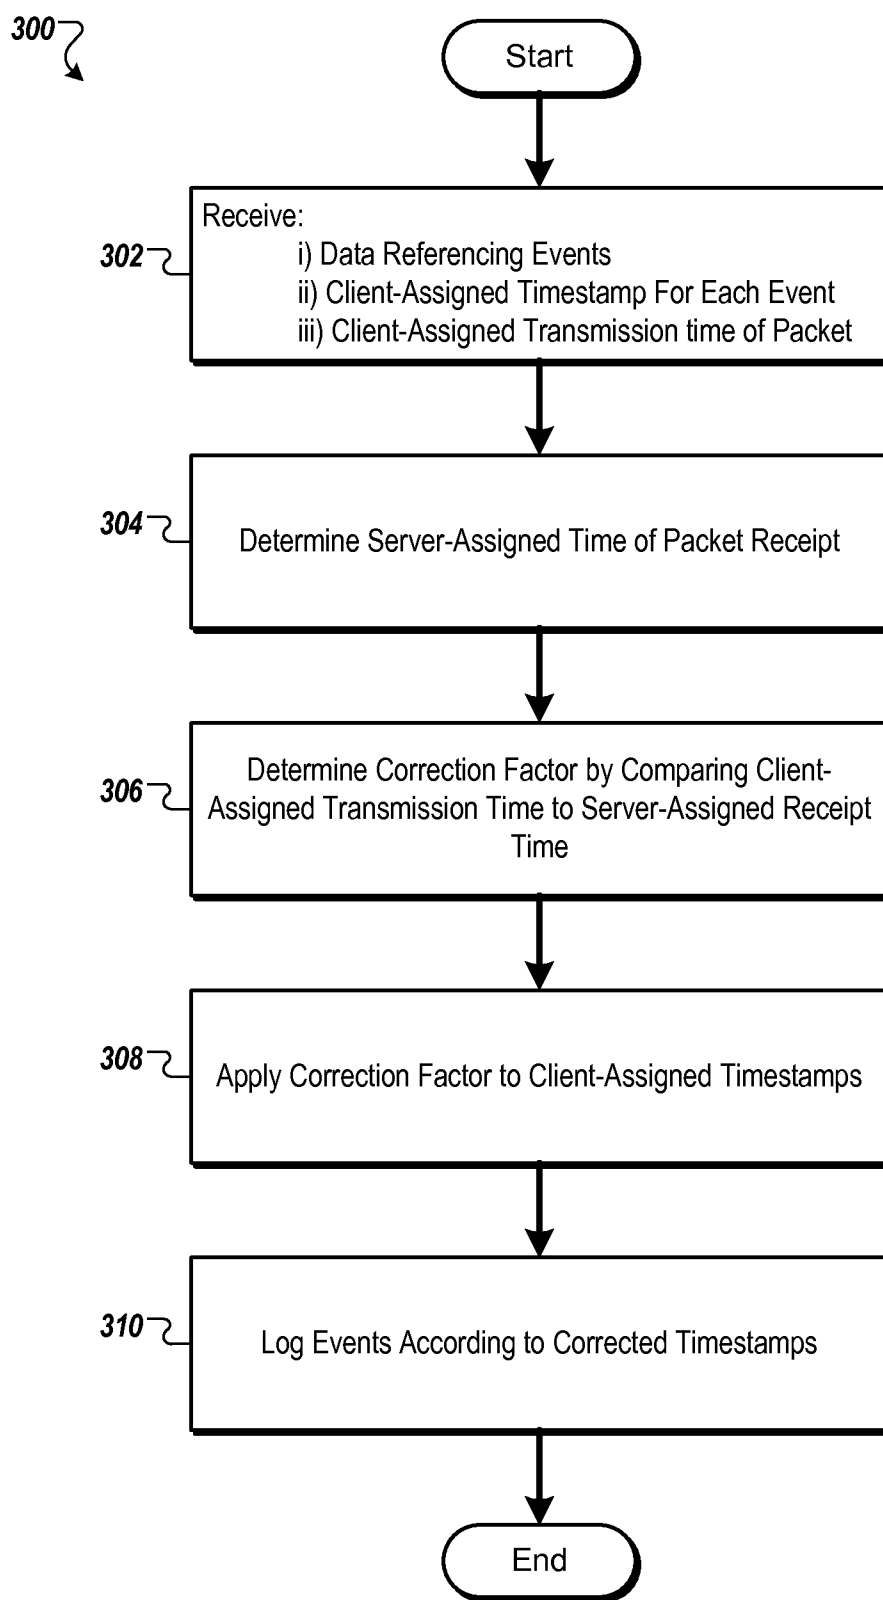 300
Start
302
Receive:
i) Data Referencing Events
ii) Client-Assigned Timestamp For Each Event
iii) Client-Assigned Transmission time of Packet
304
Determine Server-Assigned Time of Packet Receipt
306
Determine Correction Factor by Comparing Client-
Assigned Transmission Time to Server-Assigned Receipt
Time
308
Apply Correction Factor to Client-Assigned Timestamps
310
Log Events According to Corrected Timestamps
End